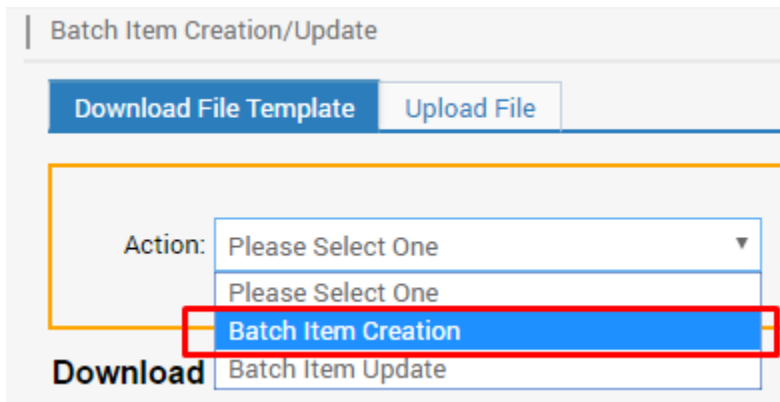 Batch Item Creation/Update
Download File Template Upload File
Action: Please Select One
Please Select One
Batch Item Creation
Download Batch Item Update